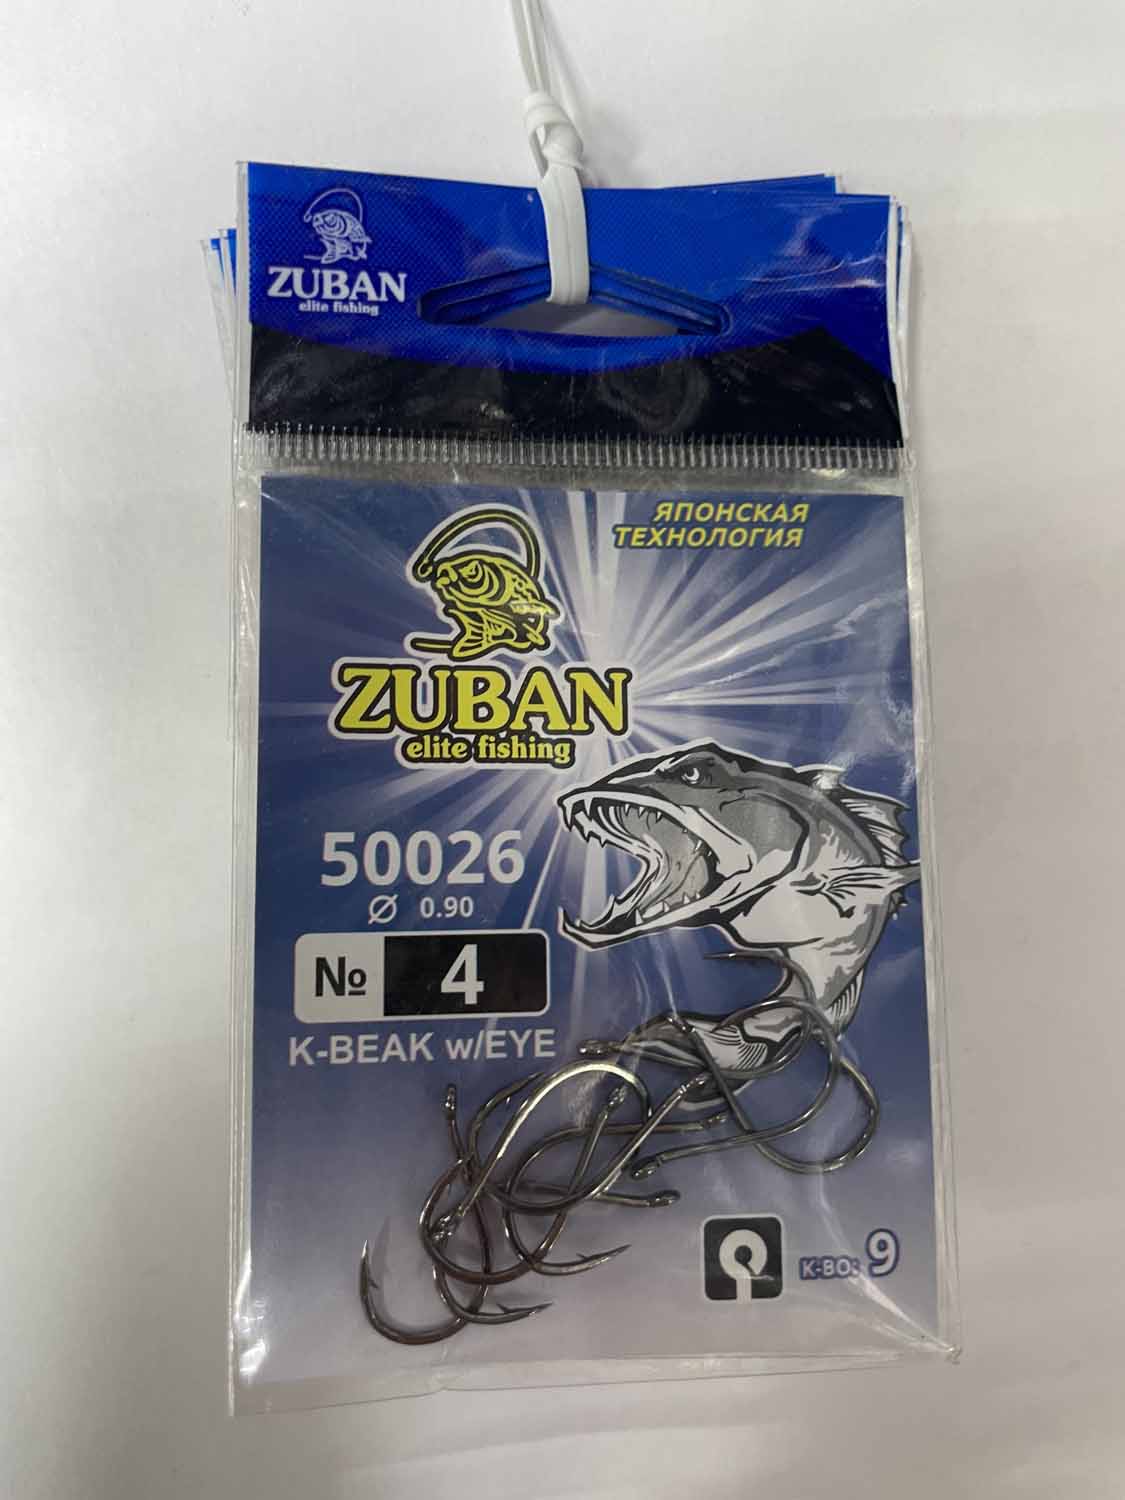 ZUBAN
elite fishing
ЯПОНСКАЯ
ТЕХНОЛОГИЯ
ZUBAN
elite fishing
50026
Ø 0.90
№ 4
K-BEAK w/EYE
К-ВО: 9